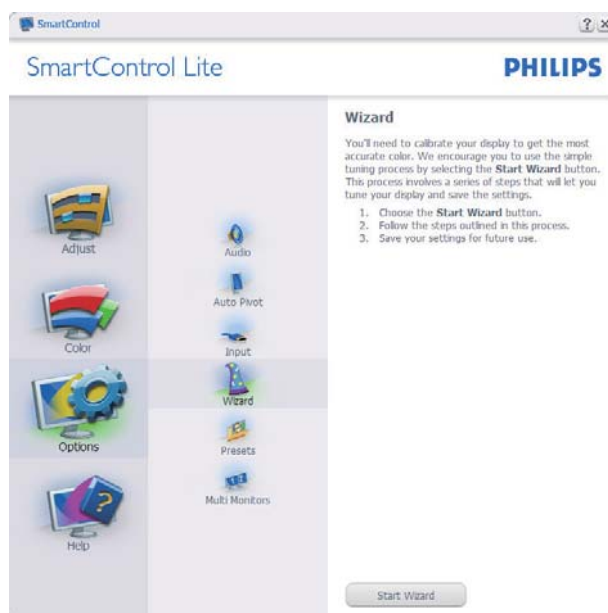 SmartControl
? X
SmartControl Lite
PHILIPS
Adjust
Color
Options
Help
Audio
Auto Pivot
Input
Wizard
Presets
Multi Monitors
Wizard
You'll need to calibrate your display to get the most
accurate color. We encourage you to use the simple
tuning process by selecting the Start Wizard button.
This process involves a series of steps that will let you
tune your display and save the settings.
1. Choose the Start Wizard button.
2. Follow the steps outlined in this process.
3. Save your settings for future use.
Start Wizard